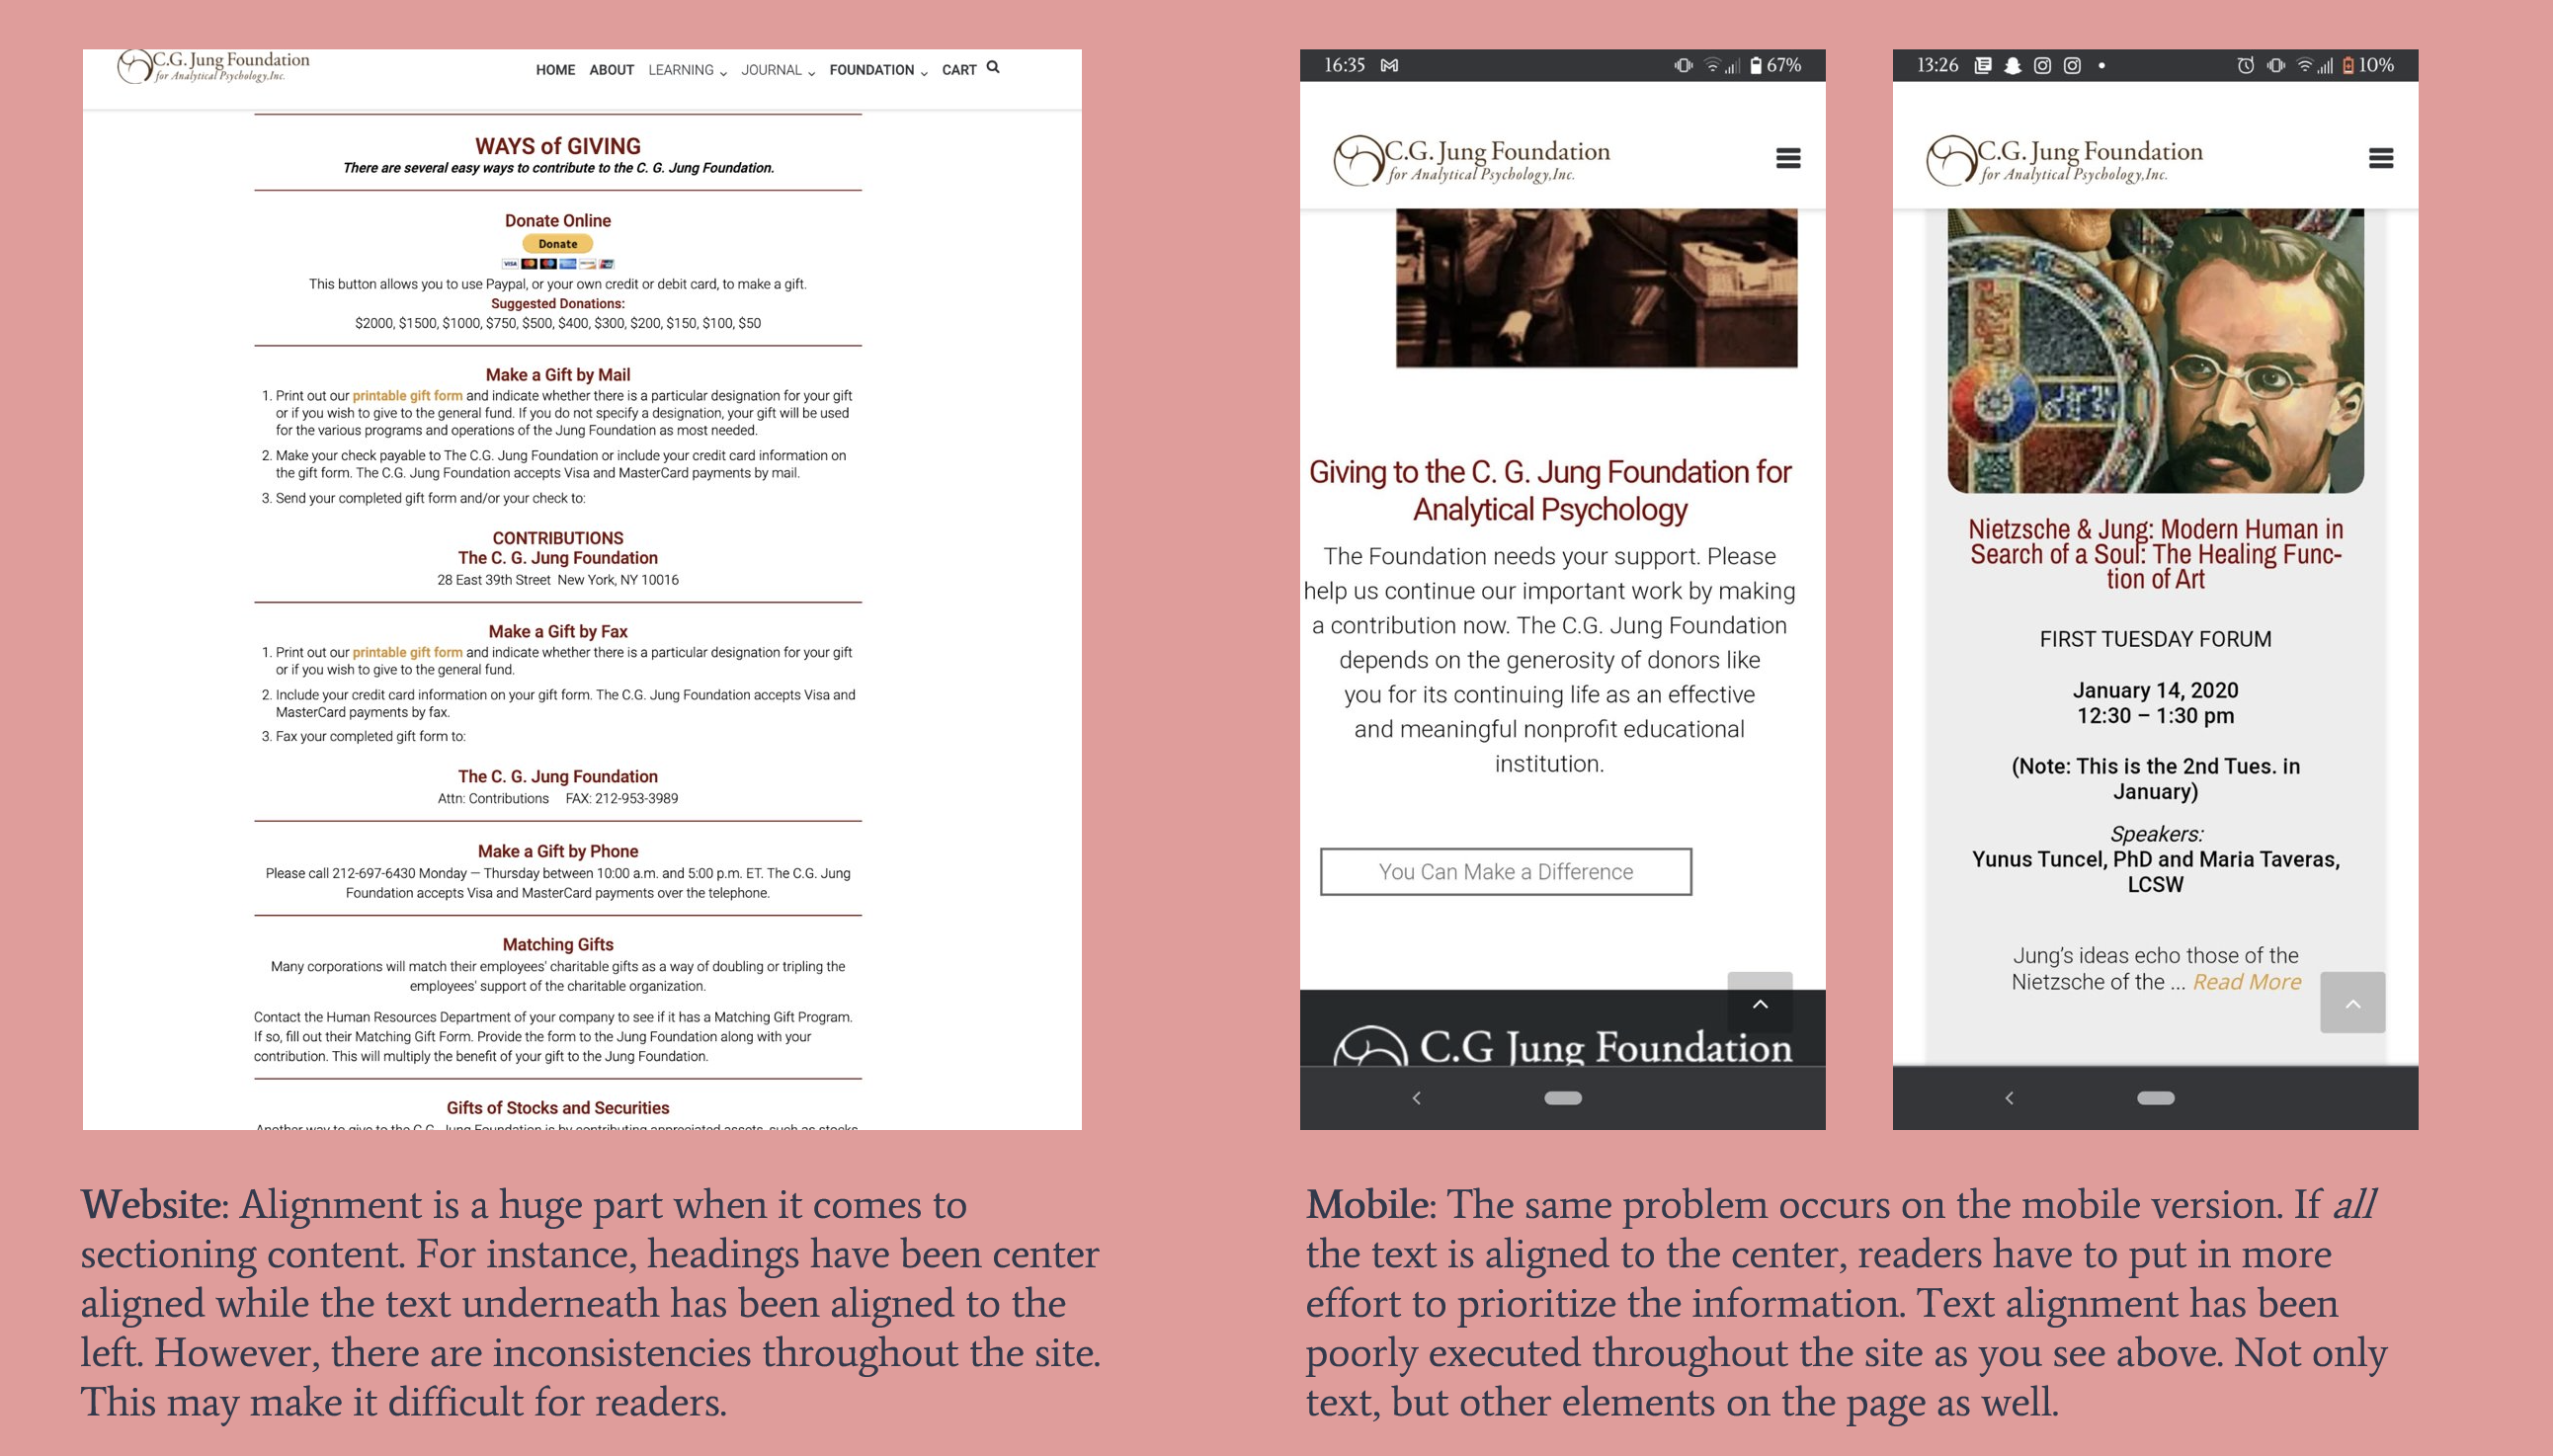 C.G. Jung Foundation
for Analytical Psychology,Inc.
HOME ABOUT LEARNING JOURNAL FOUNDATION CART
WAYS of GIVING
There are several easy ways to contribute to the C. G. Jung Foundation.
Donate Online
Donate
VISA
This button allows you to use Paypal, or your own credit or debit card, to make a gift.
Suggested Donations:
$2000, $1500, $1000, $750, $500, $400, $300, $200, $150, $100, $50
Make a Gift by Mail
1. Print out our printable gift form and indicate whether there is a particular designation for your gift
or if you wish to give to the general fund. If you do not specify a designation, your gift will be used
for the various programs and operations of the Jung Foundation as most needed.
2. Make your check payable to The C.G. Jung Foundation or include your credit card information on
the gift form. The C.G. Jung Foundation accepts Visa and MasterCard payments by mail.
3. Send your completed gift form and/or your check to:
CONTRIBUTIONS
The C. G. Jung Foundation
28 East 39th Street New York, NY 10016
Make a Gift by Fax
1. Print out our printable gift form and indicate whether there is a particular designation for your gift
or if you wish to give to the general fund.
2. Include your credit card information on your gift form. The C.G. Jung Foundation accepts Visa and
MasterCard payments by fax.
3. Fax your completed gift form to:
The C. G. Jung Foundation
Attn: Contributions FAX: 212-953-3989
Make a Gift by Phone
Please call 212-697-6430 Monday — Thursday between 10:00 a.m. and 5:00 p.m. ET. The C.G. Jung
Foundation accepts Visa and MasterCard payments over the telephone.
Matching Gifts
Many corporations will match their employees' charitable gifts as a way of doubling or tripling the
employees' support of the charitable organization.
Contact the Human Resources Department of your company to see if it has a Matching Gift Program.
If so, fill out their Matching Gift Form. Provide the form to the Jung Foundation along with your
contribution. This will multiply the benefit of your gift to the Jung Foundation.
Gifts of Stocks and Securities
Another way to give to the C.G. Jung Foundation is by contributing appreciated assets, such as stocks
Website: Alignment is a huge part when it comes to
sectioning content. For instance, headings have been center
aligned while the text underneath has been aligned to the
left. However, there are inconsistencies throughout the site.
This may make it difficult for readers.
16:35 67%
C.G. Jung Foundation
for Analytical Psychology,Inc.
Giving to the C. G. Jung Foundation for
Analytical Psychology
The Foundation needs your support. Please
help us continue our important work by making
a contribution now. The C.G. Jung Foundation
depends on the generosity of donors like
you for its continuing life as an effective
and meaningful nonprofit educational
institution.
You Can Make a Difference
C.G Jung Foundation
13:26 10%
C.G. Jung Foundation
for Analytical Psychology,Inc.
Nietzsche & Jung: Modern Human in
Search of a Soul: The Healing Func-
tion of Art
FIRST TUESDAY FORUM
January 14, 2020
12:30 – 1:30 pm
(Note: This is the 2nd Tues. in
January)
Speakers:
Yunus Tuncel, PhD and Maria Taveras,
LCSW
Jung’s ideas echo those of the
Nietzsche of the ... Read More
Mobile: The same problem occurs on the mobile version. If all
the text is aligned to the center, readers have to put in more
effort to prioritize the information. Text alignment has been
poorly executed throughout the site as you see above. Not only
text, but other elements on the page as well.